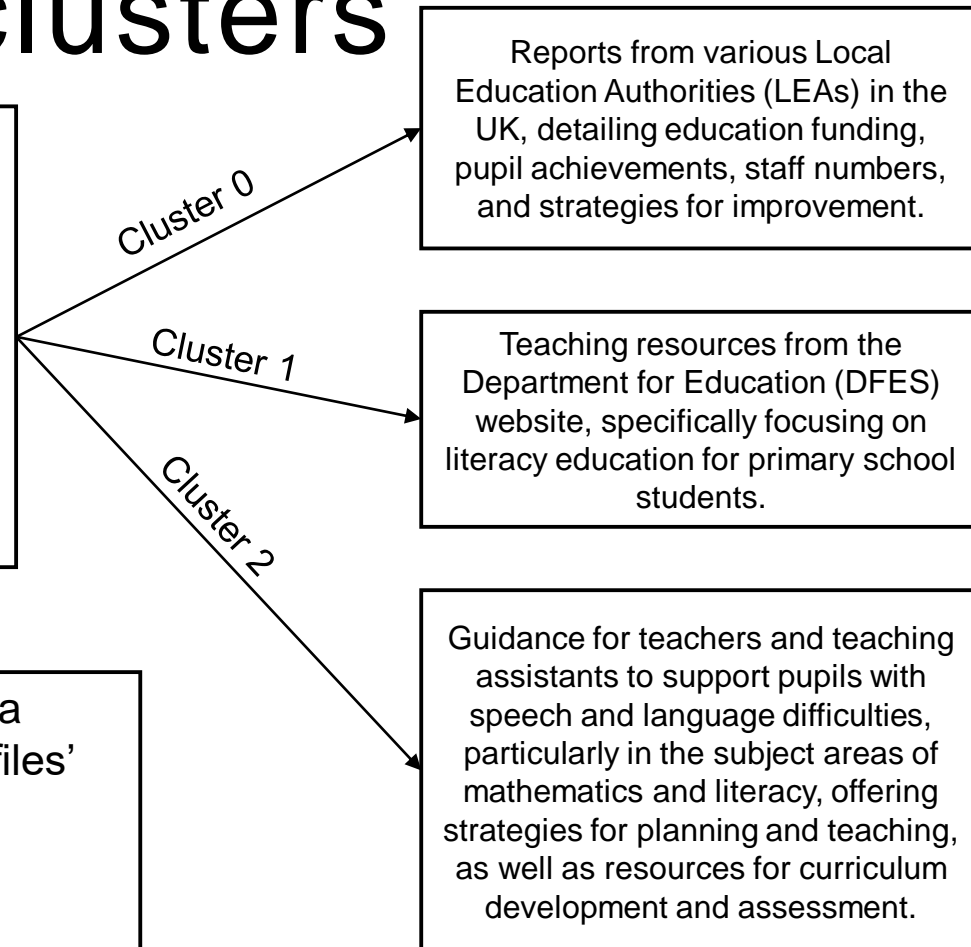 clusters
Reports from various Local
Education Authorities (LEAs) in the
UK, detailing education funding,
pupil achievements, staff numbers,
and strategies for improvement.
Cluster 0
Cluster 1
Teaching resources from the
Department for Education (DFES)
website, specifically focusing on
literacy education for primary school
students.
Cluster 2
Guidance for teachers and teaching
assistants to support pupils with
speech and language difficulties,
particularly in the subject areas of
mathematics and literacy, offering
strategies for planning and teaching,
as well as resources for curriculum
development and assessment.
a
files’